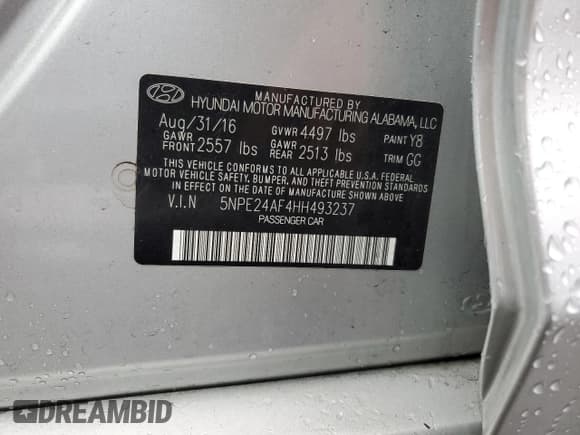 MANUFACTURED BY
HYUNDAI MOTOR MANUFACTURING ALABAMA, LLC
Aug/31/16 GVWR 4497 lbs PAINT Y8
GAWR FRONT 2557 lbs GAWR REAR 2513 lbs TRIM GG
THIS VEHICLE CONFORMS TO ALL APPLICABLE U.S.A. FEDERAL
MOTOR VEHICLE SAFETY, BUMPER, AND THEFT PREVENTION
STANDARDS IN EFFECT ON THE DATE OF MANUFACTURE SHOWN ABOVE.
V.I.N 5NPE24AF4HH493237
PASSENGER CAR
DREAMBID